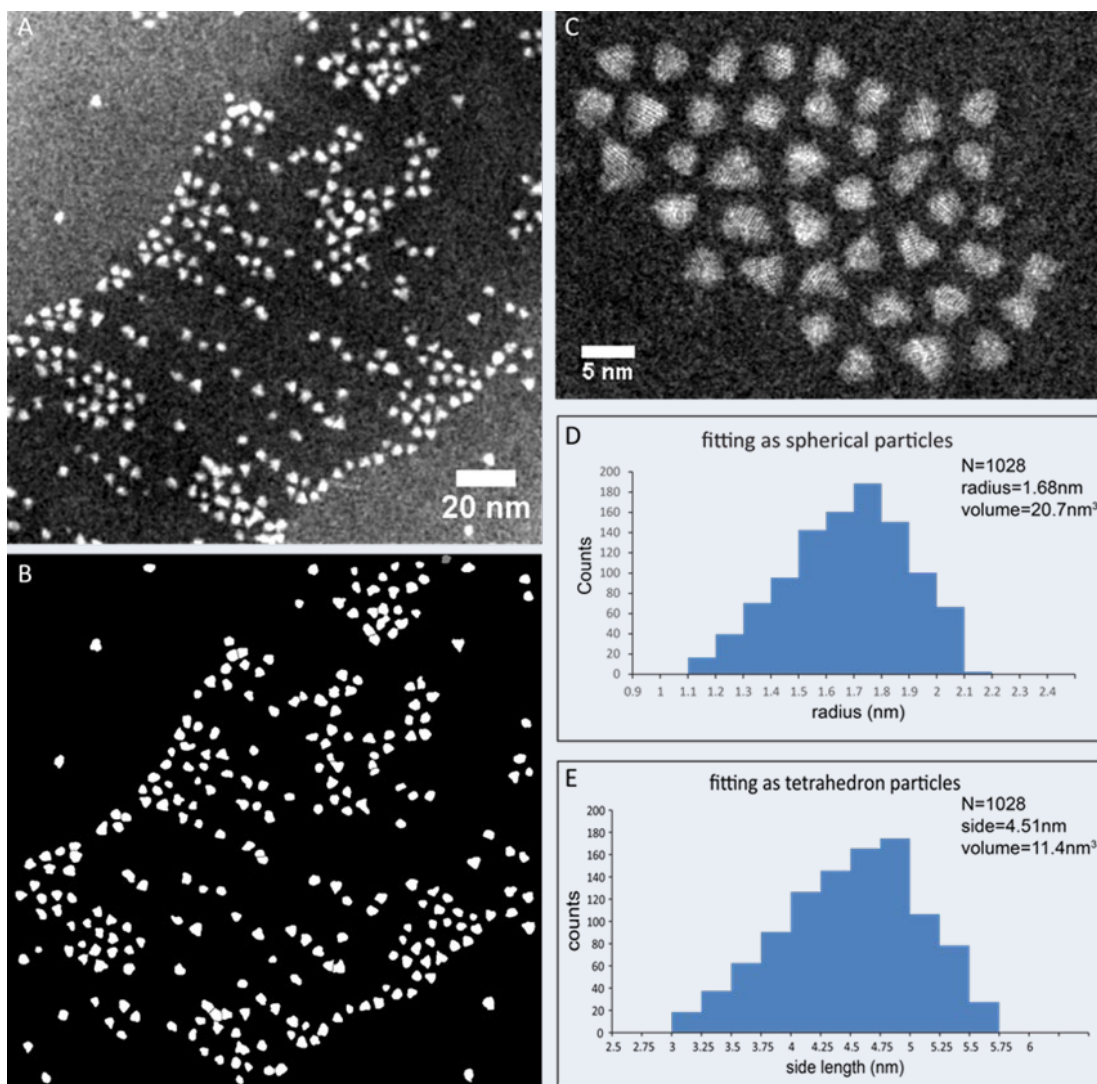 A
20 nm
B
C
5 nm
D
fitting as spherical particles
N=1028
radius=1.68nm
volume=20.7nm³
Counts
200
180
160
140
120
100
80
60
40
20
0
0.9 1 1.1 1.2 1.3 1.4 1.5 1.6 1.7 1.8 1.9 2 2.1 2.2 2.3 2.4
radius (nm)
E
fitting as tetrahedron particles
N=1028
side=4.51nm
volume=11.4nm³
counts
200
180
160
140
120
100
80
60
40
20
0
2.5 2.75 3 3.25 3.5 3.75 4 4.25 4.5 4.75 5 5.25 5.5 5.75 6
side length (nm)